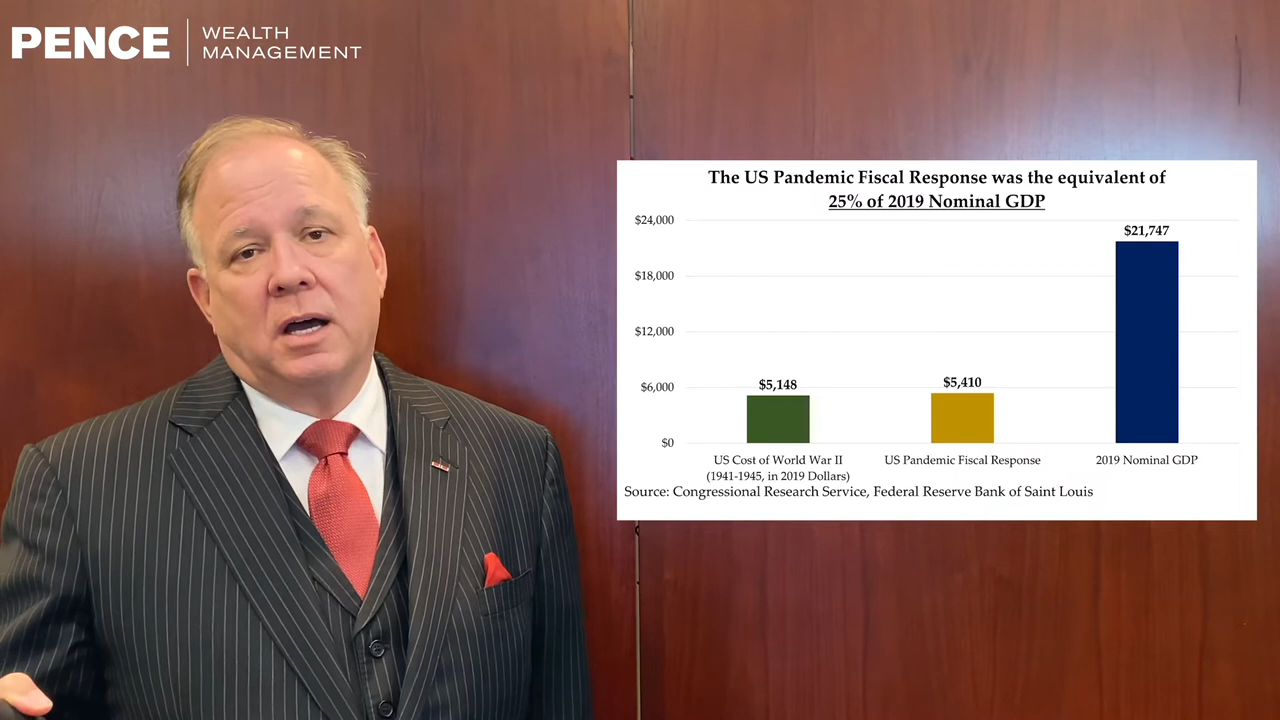 PENCE
WEALTH
MANAGEMENT
The US Pandemic Fiscal Response was the equivalent of
25% of 2019 Nominal GDP
$24,000
$18,000
$12,000
$6,000
$0
$5,148
$5,410
$21,747
US Cost of World War II
(1941-1945, in 2019 Dollars)
US Pandemic Fiscal Response
2019 Nominal GDP
Source: Congressional Research Service, Federal Reserve Bank of Saint Louis